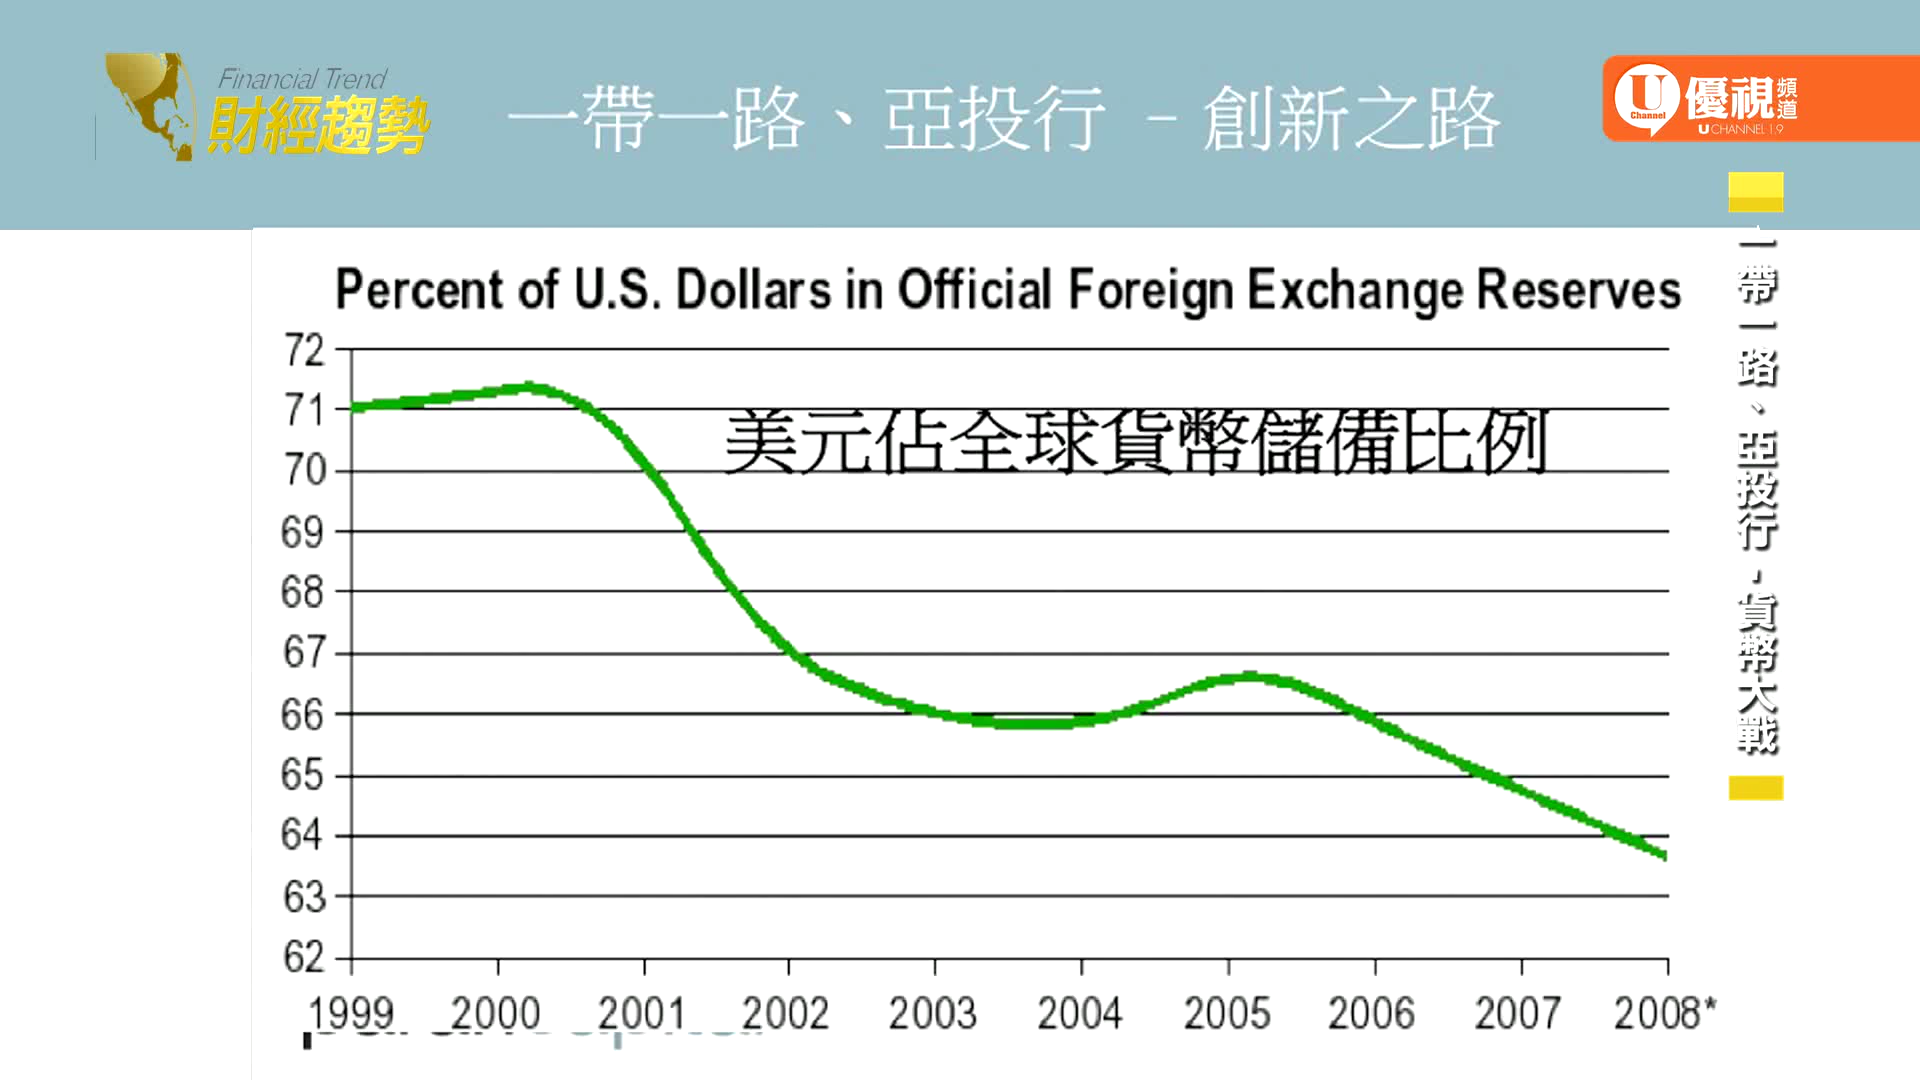 Financial Trend
財經趨勢
一帶一路、亞投行 - 創新之路
U
Channel
優視頻道
U CHANNEL 1.9
一帶一路、亞投行 - 貨幣大戰
Percent of U.S. Dollars in Official Foreign Exchange Reserves
美元佔全球貨幣儲備比例
72
71
70
69
68
67
66
65
64
63
62
1999 2000 2001 2002 2003 2004 2005 2006 2007 2008*